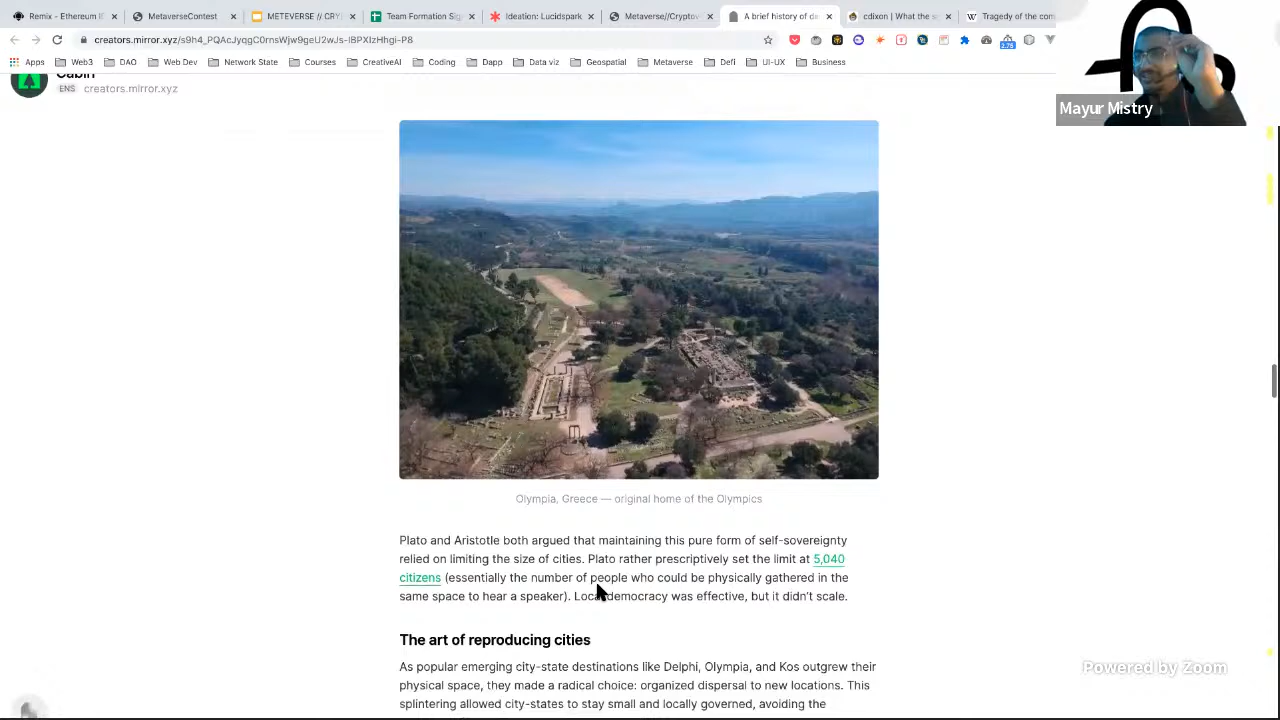 Remix - Ethereum I
MetaverseContest
METEVERSE // CRY
Team Formation Sig
Ideation: Lucidspark
Metaverse//Cryptov
A brief history of de
cdixon | What the s
Tragedy of the com
creators.mirror.xyz/s9h4_PQAcJyqgC0rnsWjw9geU2wJs-IBPXIzHhgi-P8
2.76
Apps
Web3
DAO
Web Dev
Network State
Courses
CreativeAI
Coding
Dapp
Data viz
Geospatial
Metaverse
Defi
UI-UX
Business
Mayur Mistry
Cabin
ENS creators.mirror.xyz
Olympia, Greece — original home of the Olympics
Plato and Aristotle both argued that maintaining this pure form of self-sovereignty
relied on limiting the size of cities. Plato rather prescriptively set the limit at 5,040
citizens (essentially the number of people who could be physically gathered in the
same space to hear a speaker). Local democracy was effective, but it didn't scale.
The art of reproducing cities
As popular emerging city-state destinations like Delphi, Olympia, and Kos outgrew their
physical space, they made a radical choice: organized dispersal to new locations. This
splintering allowed city-states to stay small and locally governed, avoiding the
Powered by Zoom